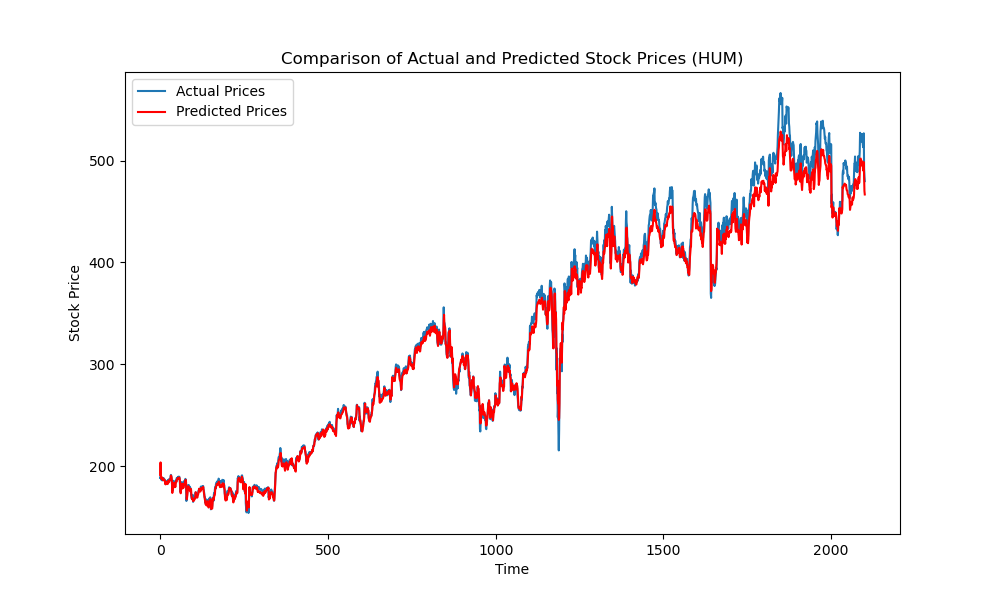 Comparison of Actual and Predicted Stock Prices (HUM)
Actual Prices
Predicted Prices
Stock Price
500
400
300
200
0 500 1000 1500 2000
Time